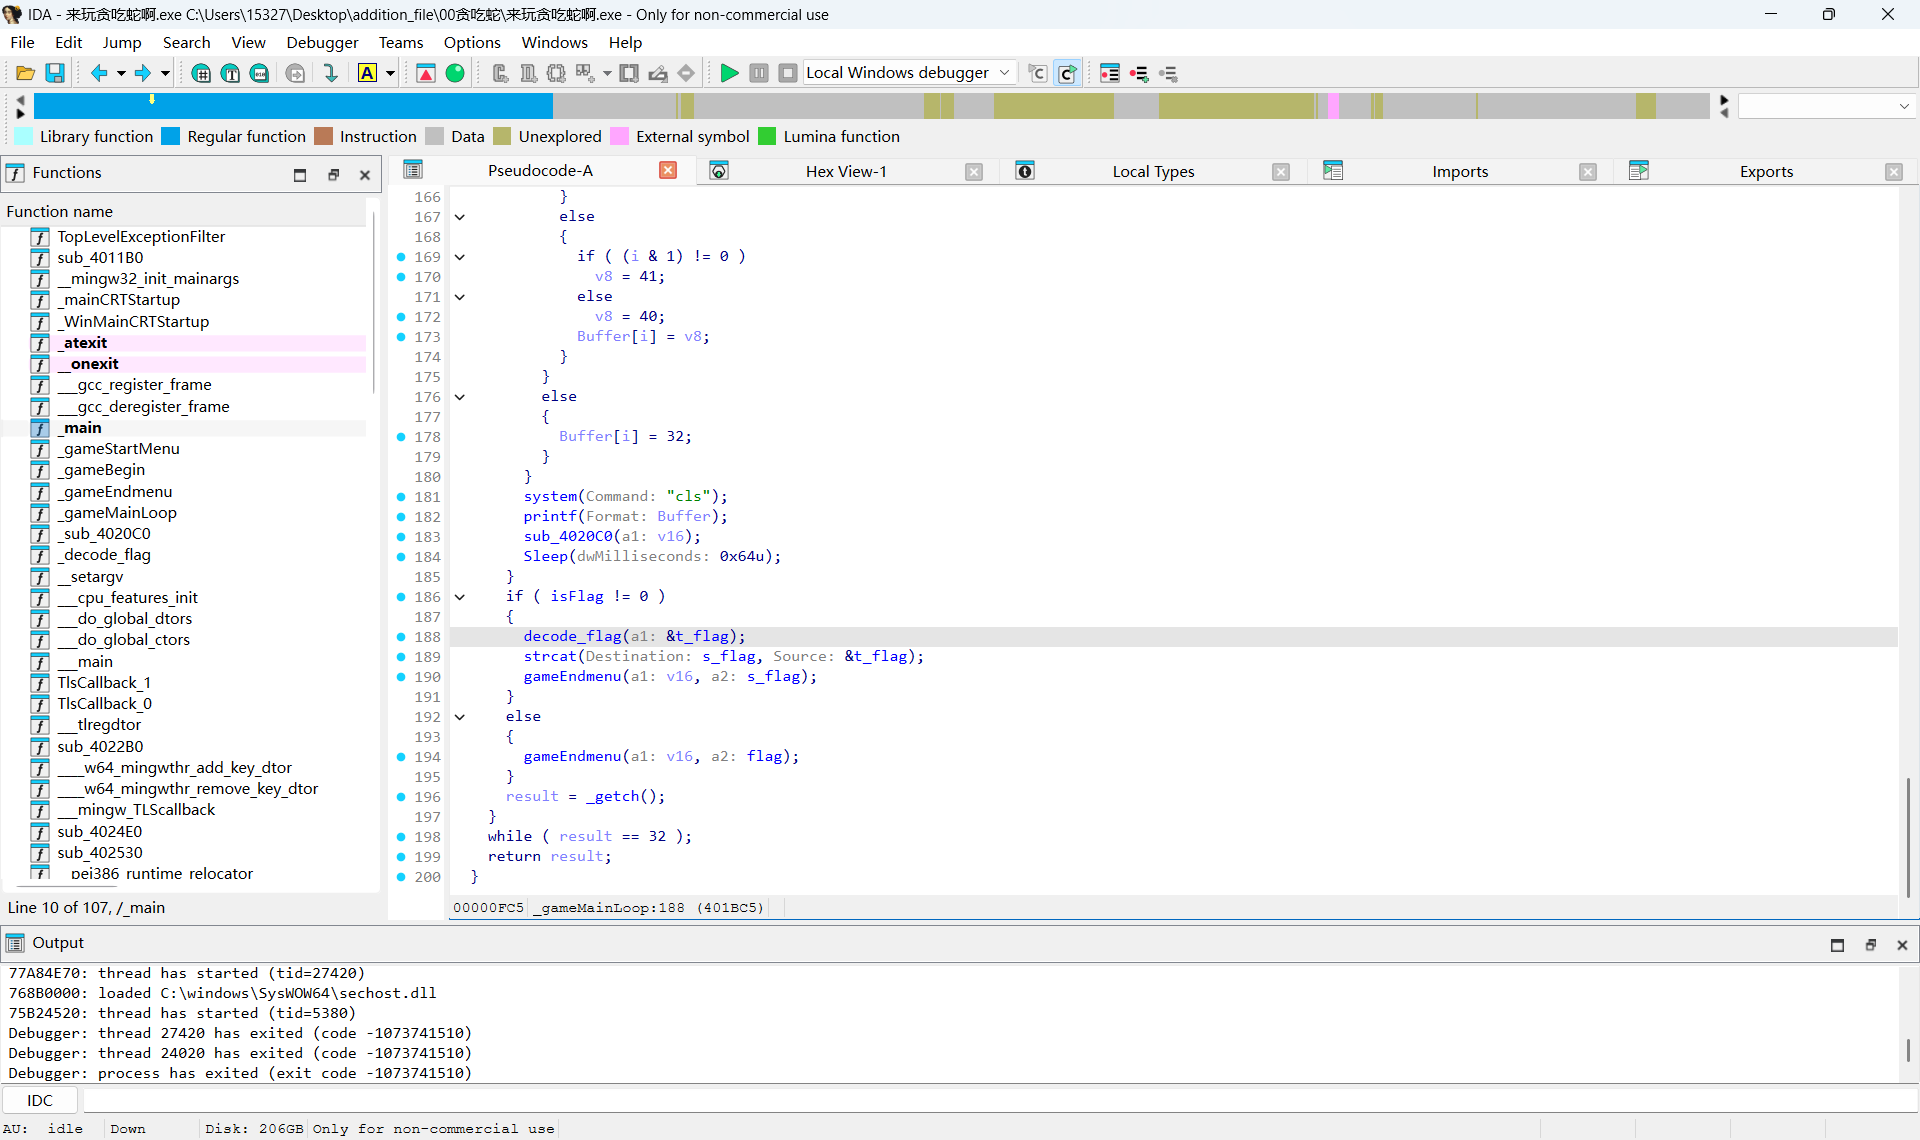 IDA - 来玩贪吃蛇啊.exe C:\Users\15327\Desktop\addition_file\00贪吃蛇\来玩贪吃蛇啊.exe - Only for non-commercial use
File Edit Jump Search View Debugger Teams Options Windows Help
Local Windows debugger
Library function Regular function Instruction Data Unexplored External symbol Lumina function
Functions
Function name
TopLevelExceptionFilter
sub_4011B0
__mingw32_init_mainargs
_mainCRTStartup
_WinMainCRTStartup
_atexit
__onexit
___gcc_register_frame
___gcc_deregister_frame
_main
_gameStartMenu
_gameBegin
_gameEndmenu
_gameMainLoop
_sub_4020C0
_decode_flag
__setargv
___cpu_features_init
___do_global_dtors
___do_global_ctors
___main
TlsCallback_1
TlsCallback_0
___tlregdtor
sub_4022B0
____w64_mingwthr_add_key_dtor
____w64_mingwthr_remove_key_dtor
___mingw_TLScallback
sub_4024E0
sub_402530
__pei386_runtime_relocator
Line 10 of 107, /_main
Pseudocode-A Hex View-1 Local Types Imports Exports
166 }
167 else
168 {
169 if ( (i & 1) != 0 )
170 v8 = 41;
171 else
172 v8 = 40;
173 Buffer[i] = v8;
174 }
175 }
176 else
177 {
178 Buffer[i] = 32;
179 }
180 }
181 system(Command: "cls");
182 printf(Format: Buffer);
183 sub_4020C0(a1: v16);
184 Sleep(dwMilliseconds: 0x64u);
185 }
186 if ( isFlag != 0 )
187 {
188 decode_flag(a1: &t_flag);
189 strcat(Destination: s_flag, Source: &t_flag);
190 gameEndmenu(a1: v16, a2: s_flag);
191 }
192 else
193 {
194 gameEndmenu(a1: v16, a2: flag);
195 }
196 result = _getch();
197 }
198 while ( result == 32 );
199 return result;
200 }
00000FC5 _gameMainLoop:188 (401BC5)
Output
77A84E70: thread has started (tid=27420)
768B0000: loaded C:\windows\SysWOW64\sechost.dll
75B24520: thread has started (tid=5380)
Debugger: thread 27420 has exited (code -1073741510)
Debugger: thread 24020 has exited (code -1073741510)
Debugger: process has exited (exit code -1073741510)
IDC
AU: idle Down Disk: 206GB Only for non-commercial use